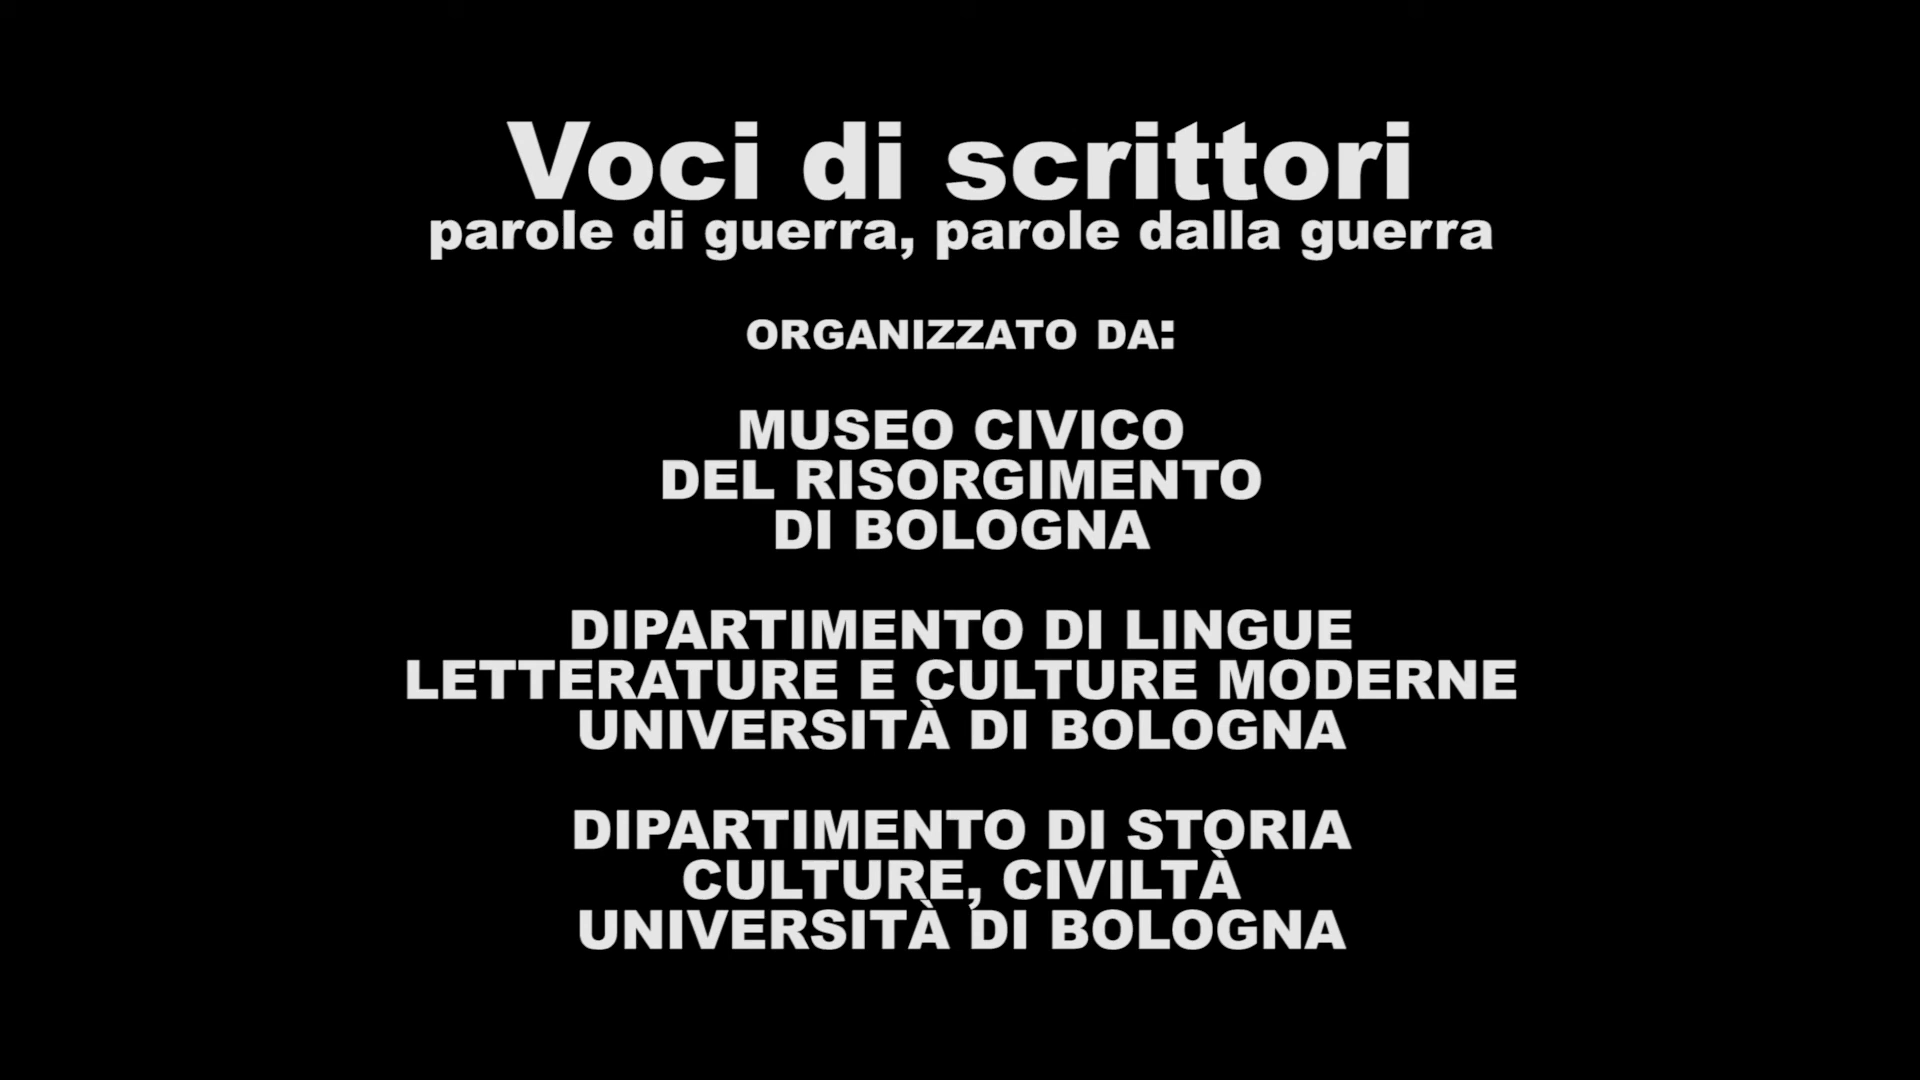 Voci di scrittori
parole di guerra, parole dalla guerra
ORGANIZZATO DA:
MUSEO CIVICO
DEL RISORGIMENTO
DI BOLOGNA
DIPARTIMENTO DI LINGUE
LETTERATURE E CULTURE MODERNE
UNIVERSITÀ DI BOLOGNA
DIPARTIMENTO DI STORIA
CULTURE, CIVILTÀ
UNIVERSITÀ DI BOLOGNA